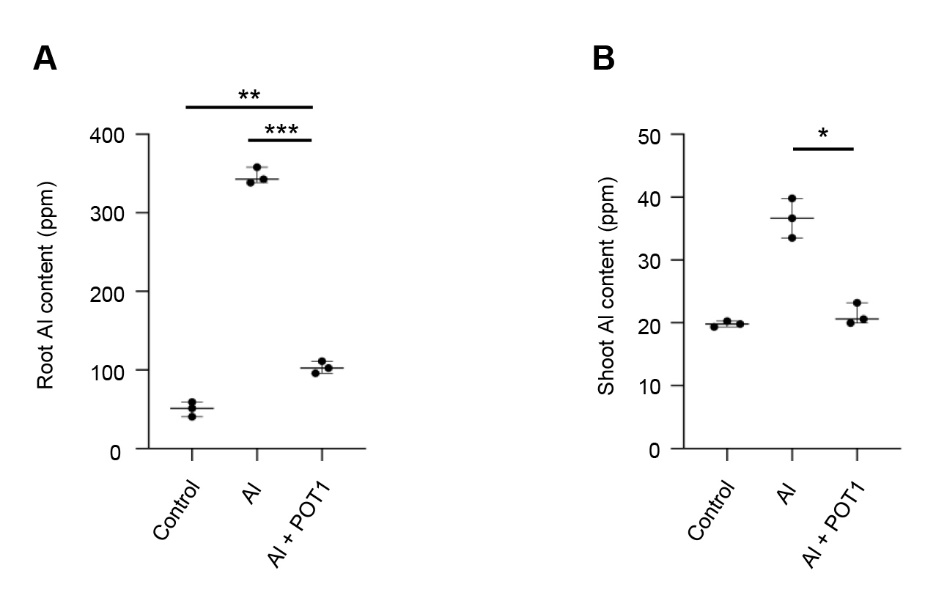 A
**
***
400
300
200
100
0
Root Al content (ppm)
Control
Al
Al + POT1
B
*
50
40
30
20
10
0
Shoot Al content (ppm)
Control
Al
Al + POT1